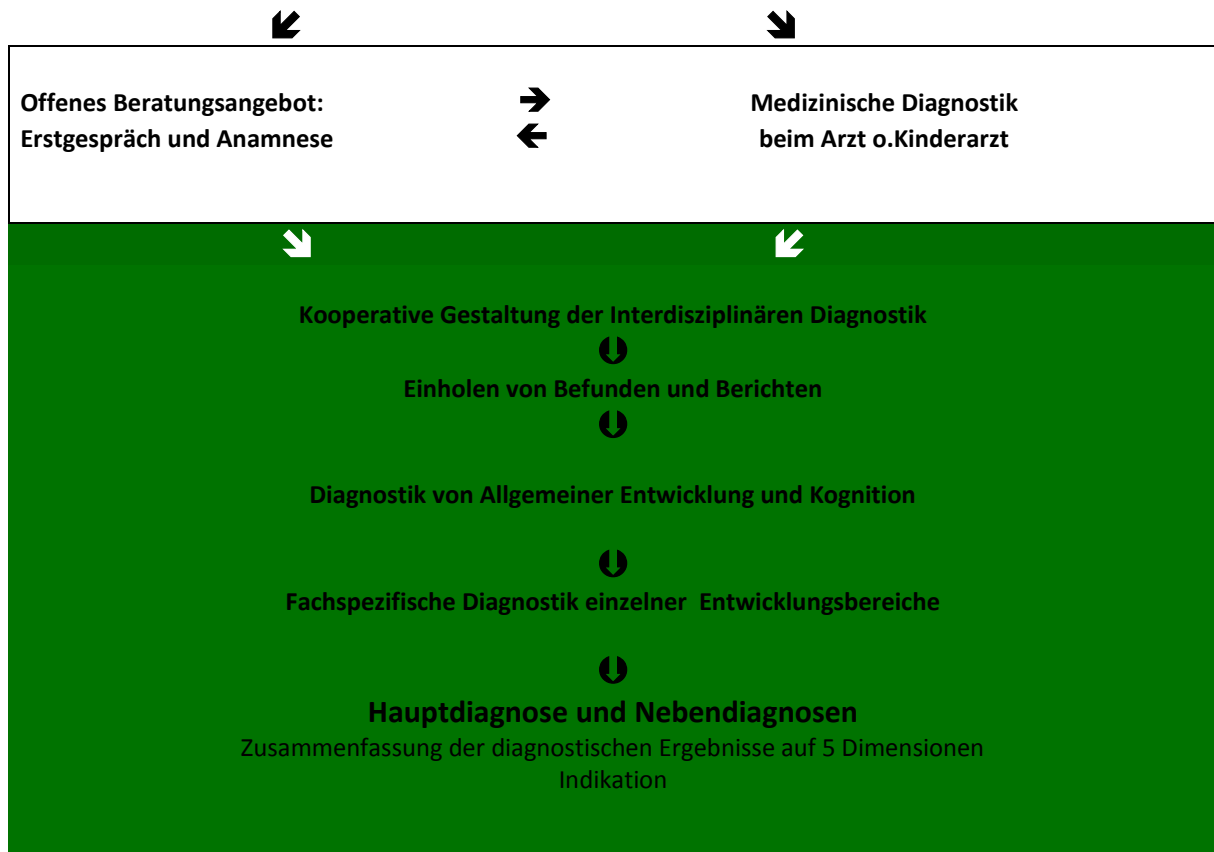 Offenes Beratungsangebot: Medizinische Diagnostik
Erstgespräch und Anamnese beim Arzt o.Kinderarzt
Kooperative Gestaltung der Interdisziplinären Diagnostik
Einholen von Befunden und Berichten
Diagnostik von Allgemeiner Entwicklung und Kognition
Fachspezifische Diagnostik einzelner Entwicklungsbereiche
Hauptdiagnose und Nebendiagnosen
Zusammenfassung der diagnostischen Ergebnisse auf 5 Dimensionen
Indikation